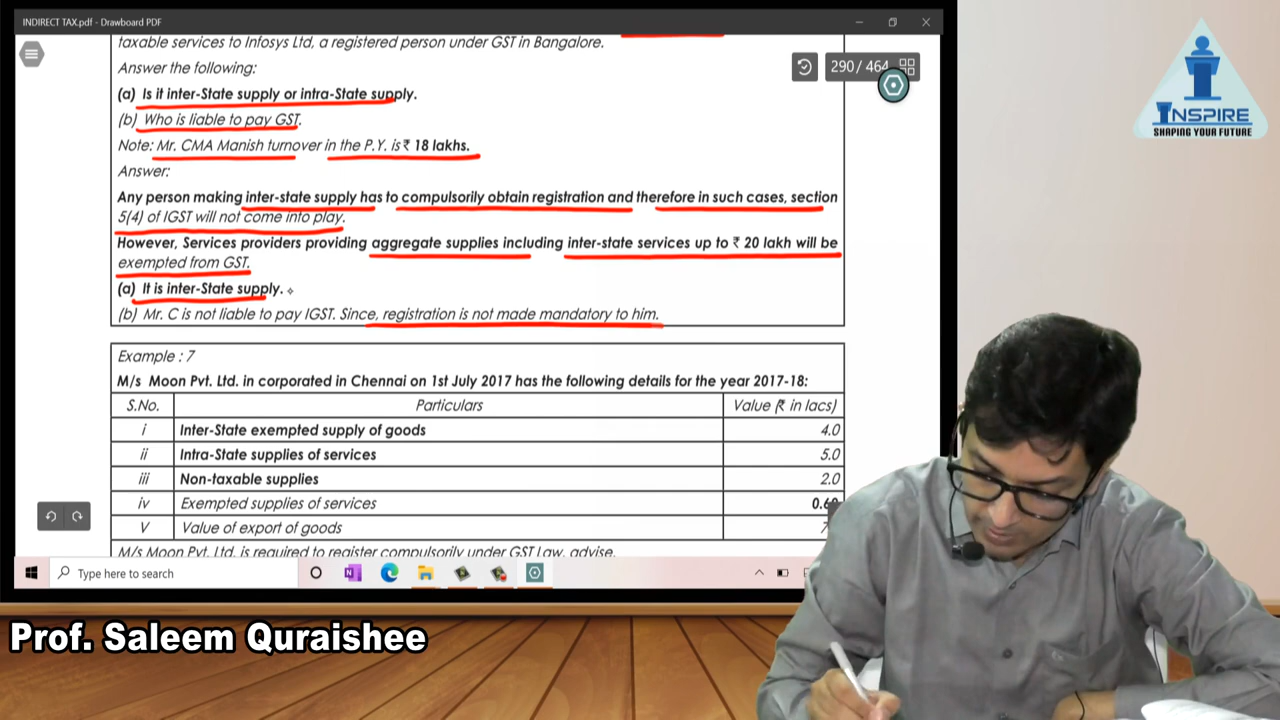 INDIRECT TAX.pdf - Drawboard PDF
taxable services to Infosys Ltd, a registered person under GST in Bangalore.
290 / 464
Answer the following:
(a) Is it inter-State supply or intra-State supply.
(b) Who is liable to pay GST.
Note: Mr. CMA Manish turnover in the P.Y. is ₹ 18 lakhs.
Answer:
Any person making inter-state supply has to compulsorily obtain registration and therefore in such cases, section
5(4) of IGST will not come into play.
However, Services providers providing aggregate supplies including inter-state services up to ₹ 20 lakh will be
exempted from GST.
(a) It is inter-State supply.
(b) Mr. C is not liable to pay IGST. Since, registration is not made mandatory to him.
Example : 7
M/s Moon Pvt. Ltd. in corporated in Chennai on 1st July 2017 has the following details for the year 2017-18:
S.No. Particulars Value (₹ in lacs)
i Inter-State exempted supply of goods 4.0
ii Intra-State supplies of services 5.0
iii Non-taxable supplies 2.0
iv Exempted supplies of services
V Value of export of goods
M/s Moon Pvt. Ltd. is required to register compulsorily under GST Law, advise.
Type here to search
INSPIRE
SHAPING YOUR FUTURE
Prof. Saleem Quraishee